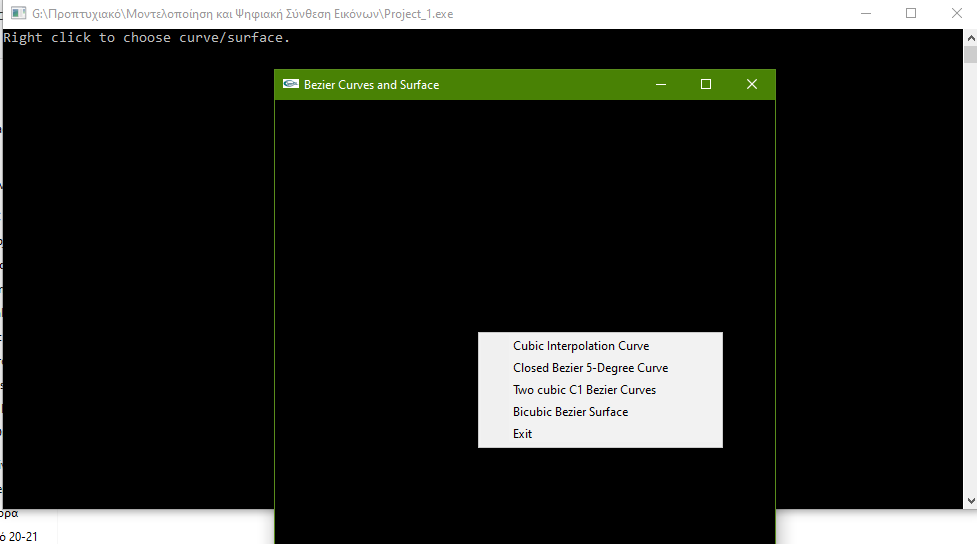 G:\Προπτυχιακό\Μοντελοποίηση και Ψηφιακή Σύνθεση Εικόνων\Project_1.exe
Right click to choose curve/surface.
Bezier Curves and Surface
Cubic Interpolation Curve
Closed Bezier 5-Degree Curve
Two cubic C1 Bezier Curves
Bicubic Bezier Surface
Exit
20-21